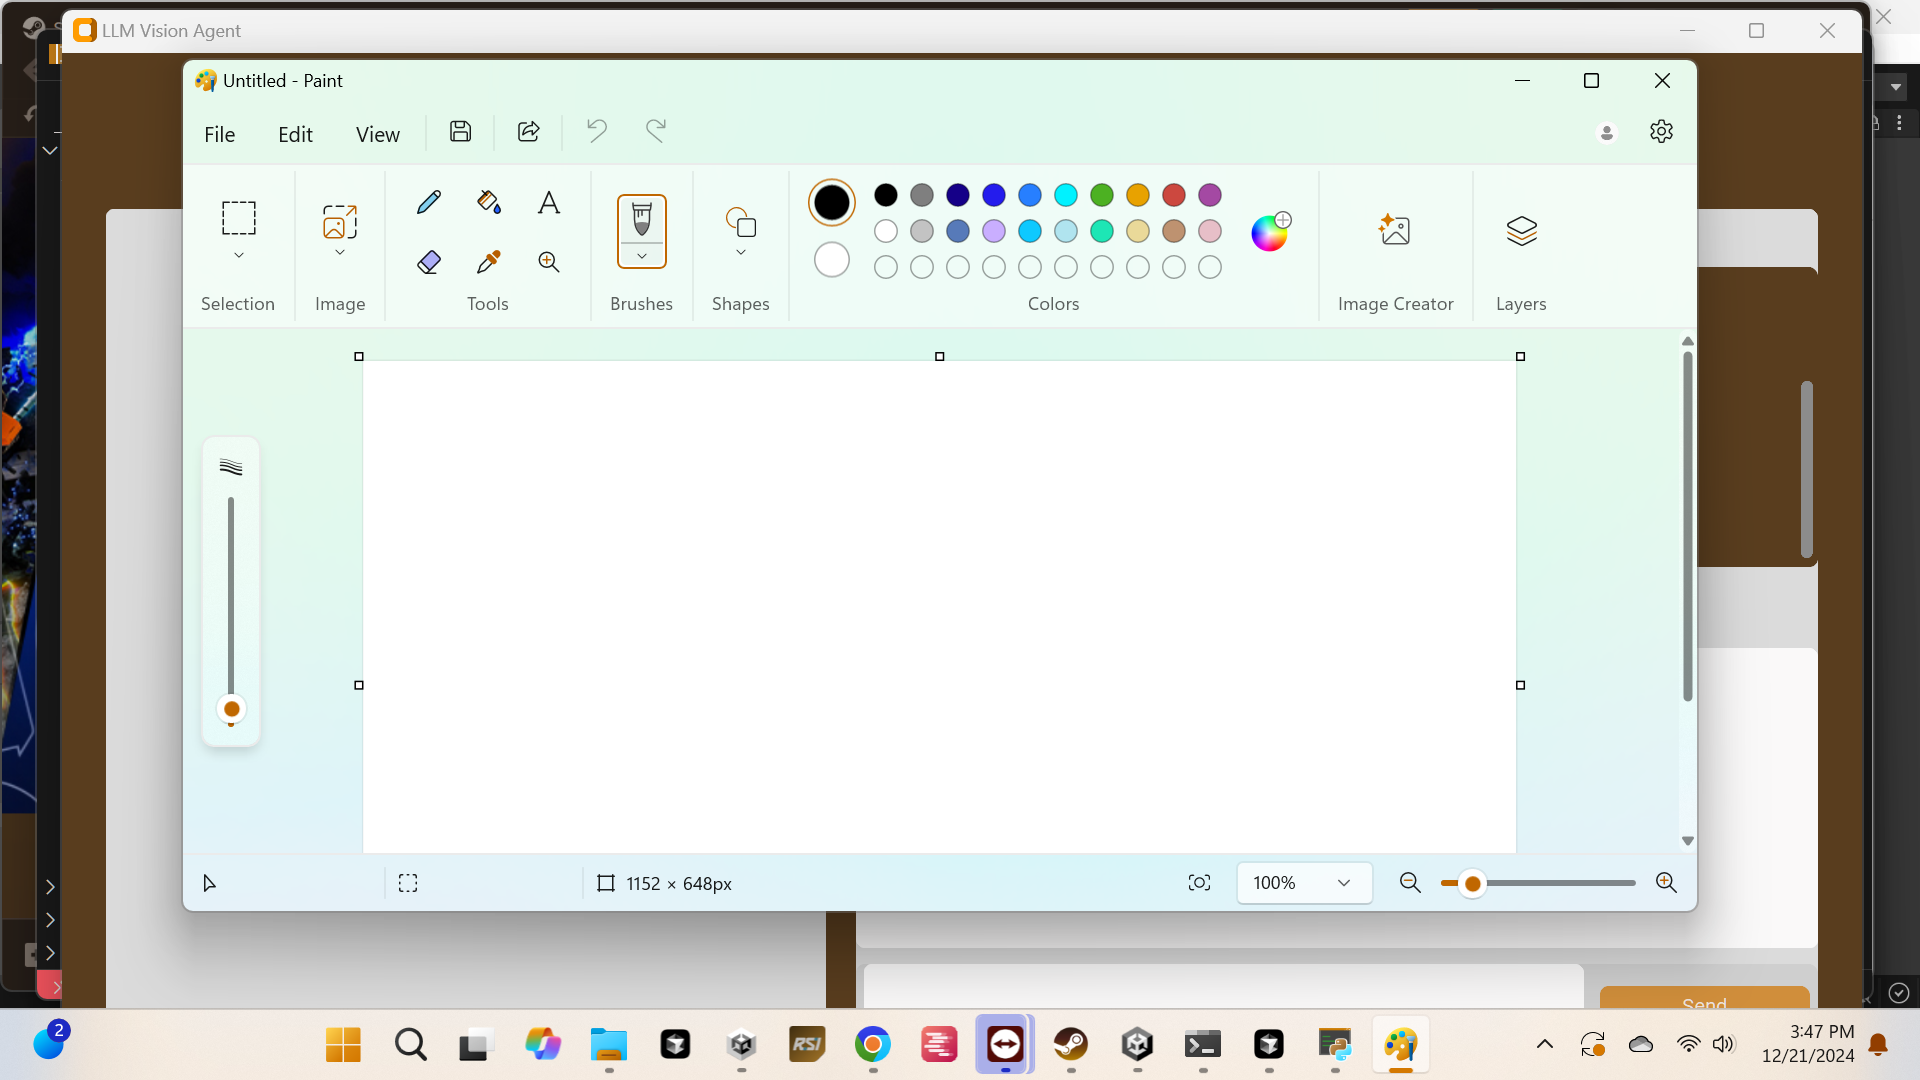 LLM Vision Agent
Untitled - Paint
File Edit View
Selection Image Tools Brushes Shapes Colors Image Creator Layers
1152 × 648px
100%
Send
2
RSI
3:47 PM
12/21/2024